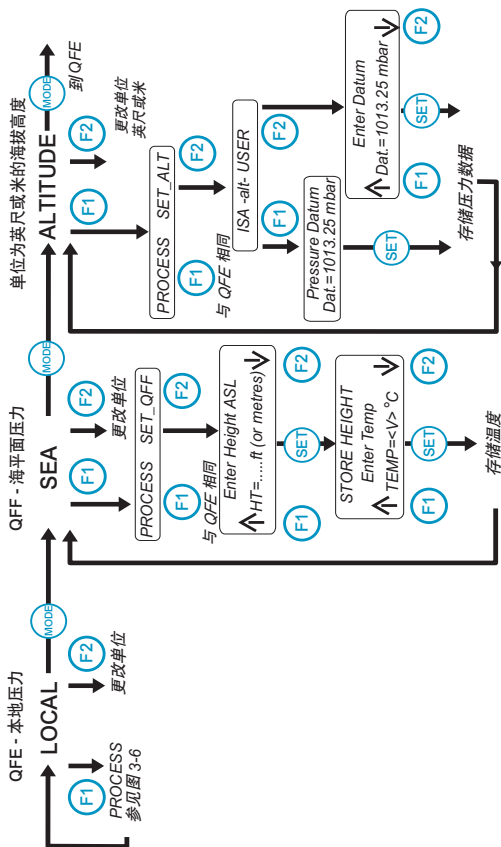 QFE - 本地压力
LOCAL
F1
PROCESS
参见图 3-6
F2
更改单位
MODE
QFF - 海平面压力
SEA
F1
F2
更改单位
PROCESS SET_QFF
F1
与 QFE 相同
F2
Enter Height ASL
HT=.....ft (or metres)
F1
SET
F2
STORE HEIGHT
Enter Temp
TEMP=<V> °C
F1
SET
F2
存储温度
MODE
单位为英尺或米的海拔高度
ALTITUDE
MODE
到 QFE
F1
F2
更改单位
英尺或米
PROCESS SET_ALT
F1
与 QFE 相同
F2
ISA -alt- USER
F1
F2
Pressure Datum
Dat.=1013.25 mbar
SET
Enter Datum
Dat.=1013.25 mbar
F1
SET
F2
存储压力数据